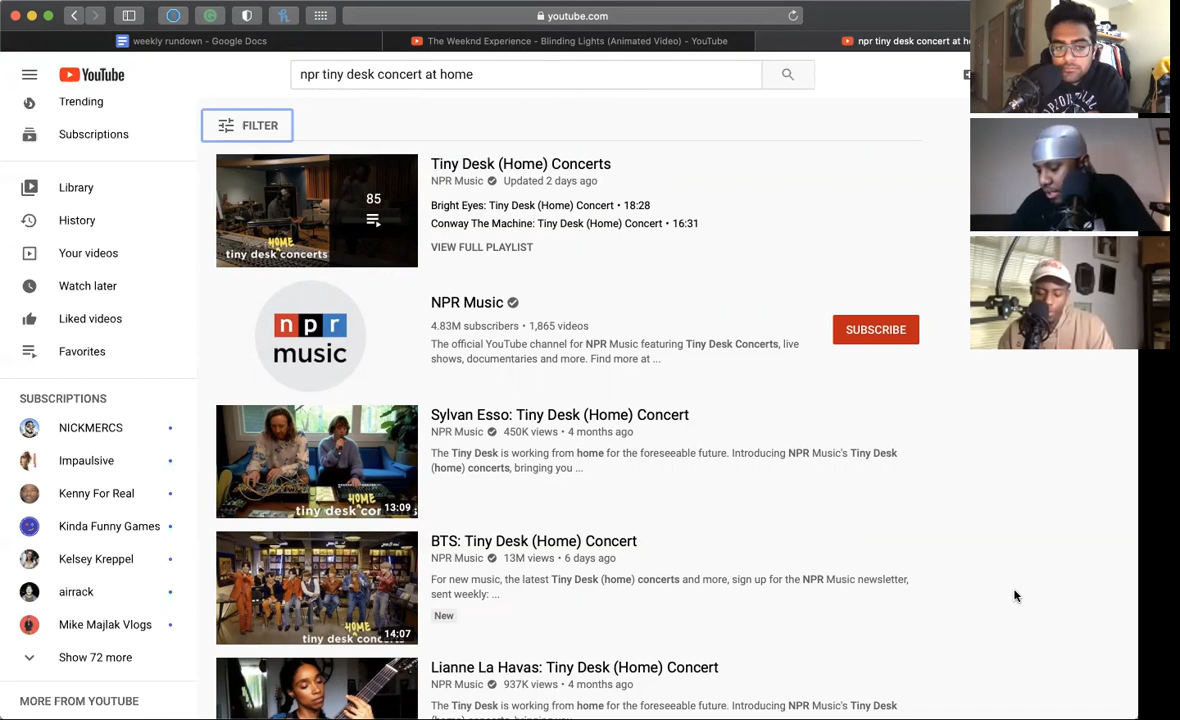 youtube.com
weekly rundown - Google Docs
The Weeknd Experience - Blinding Lights (Animated Video) - YouTube
npr tiny desk concert at h
YouTube
npr tiny desk concert at home
Trending
Subscriptions
Library
History
Your videos
Watch later
Liked videos
Favorites
SUBSCRIPTIONS
NICKMERCS
Impaulsive
Kenny For Real
Kinda Funny Games
Kelsey Kreppel
airrack
Mike Majlak Vlogs
Show 72 more
MORE FROM YOUTUBE
FILTER
85
HOME
tiny desk concerts
Tiny Desk (Home) Concerts
NPR Music Updated 2 days ago
Bright Eyes: Tiny Desk (Home) Concert • 18:28
Conway The Machine: Tiny Desk (Home) Concert • 16:31
VIEW FULL PLAYLIST
npr
music
NPR Music
4.83M subscribers • 1,865 videos
The official YouTube channel for NPR Music featuring Tiny Desk Concerts, live
shows, documentaries and more. Find more at ...
SUBSCRIBE
HOME
tiny desk con
13:09
Sylvan Esso: Tiny Desk (Home) Concert
NPR Music 450K views • 4 months ago
The Tiny Desk is working from home for the foreseeable future. Introducing NPR Music's Tiny Desk
(home) concerts, bringing you ...
HOME
tiny desk conc
14:07
BTS: Tiny Desk (Home) Concert
NPR Music 13M views • 6 days ago
For new music, the latest Tiny Desk (home) concerts and more, sign up for the NPR Music newsletter,
sent weekly: ...
New
Lianne La Havas: Tiny Desk (Home) Concert
NPR Music 937K views • 4 months ago
The Tiny Desk is working from home for the foreseeable future. Introducing NPR Music's Tiny Desk